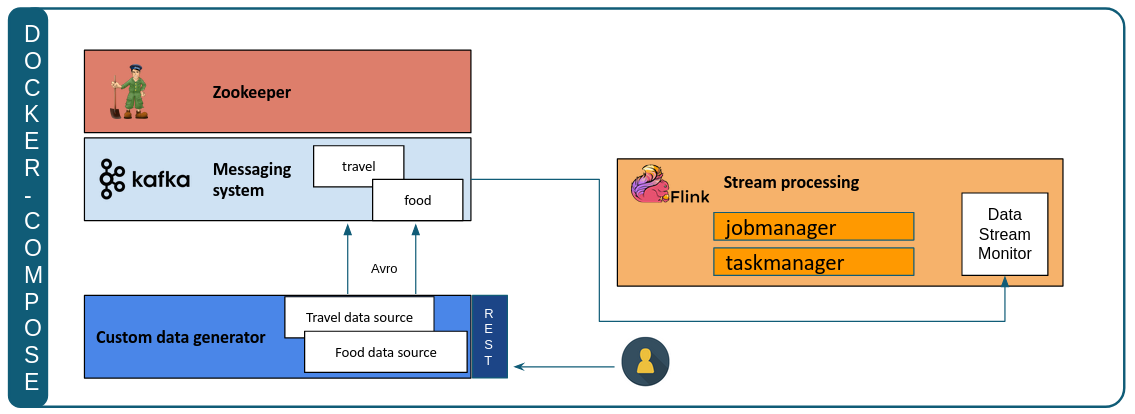 DOCKER-COMPOSE
Zookeeper
kafka
Messaging
system
travel
food
Avro
Custom data generator
Travel data source
Food data source
REST
Flink
Stream processing
jobmanager
taskmanager
Data
Stream
Monitor